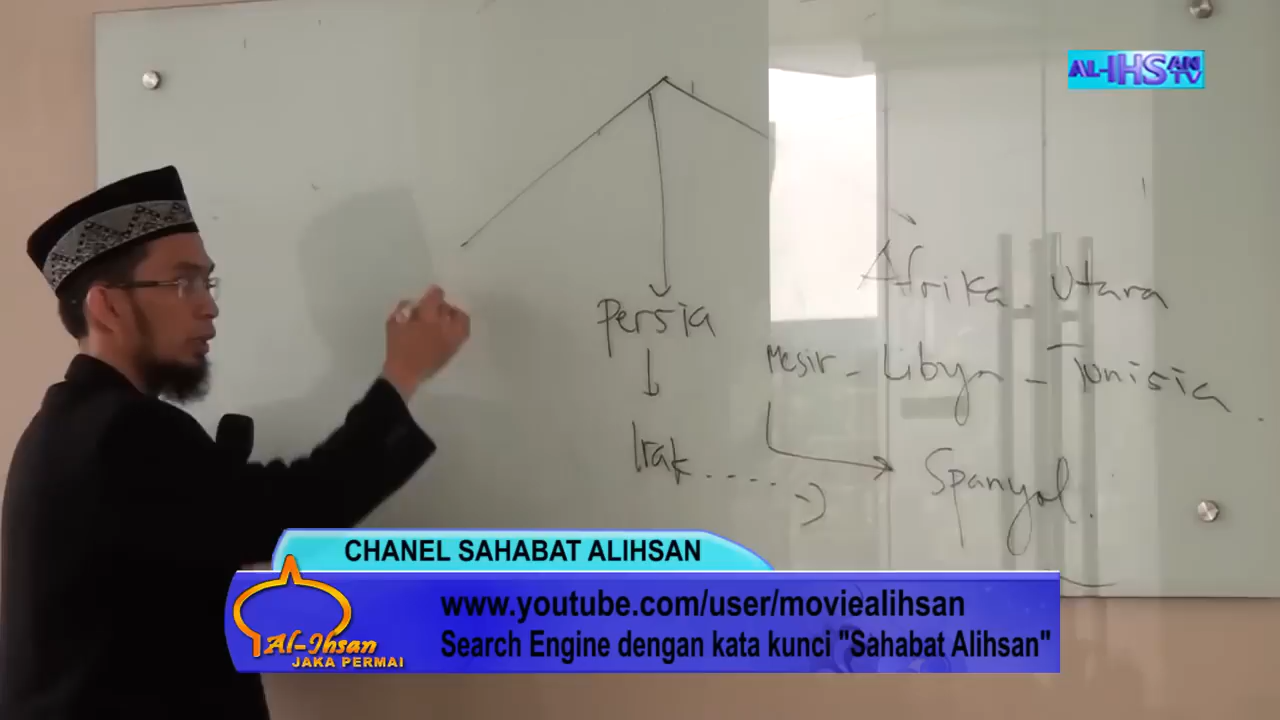 AL-IHSAN TV
Afrika Utara
Persia
Mesir - Libya - Tunisia
Irak.....
Spanyol.
CHANEL SAHABAT ALIHSAN
www.youtube.com/user/moviealihsan
Search Engine dengan kata kunci "Sahabat Alihsan"
Al-Ihsan
JAKA PERMAI